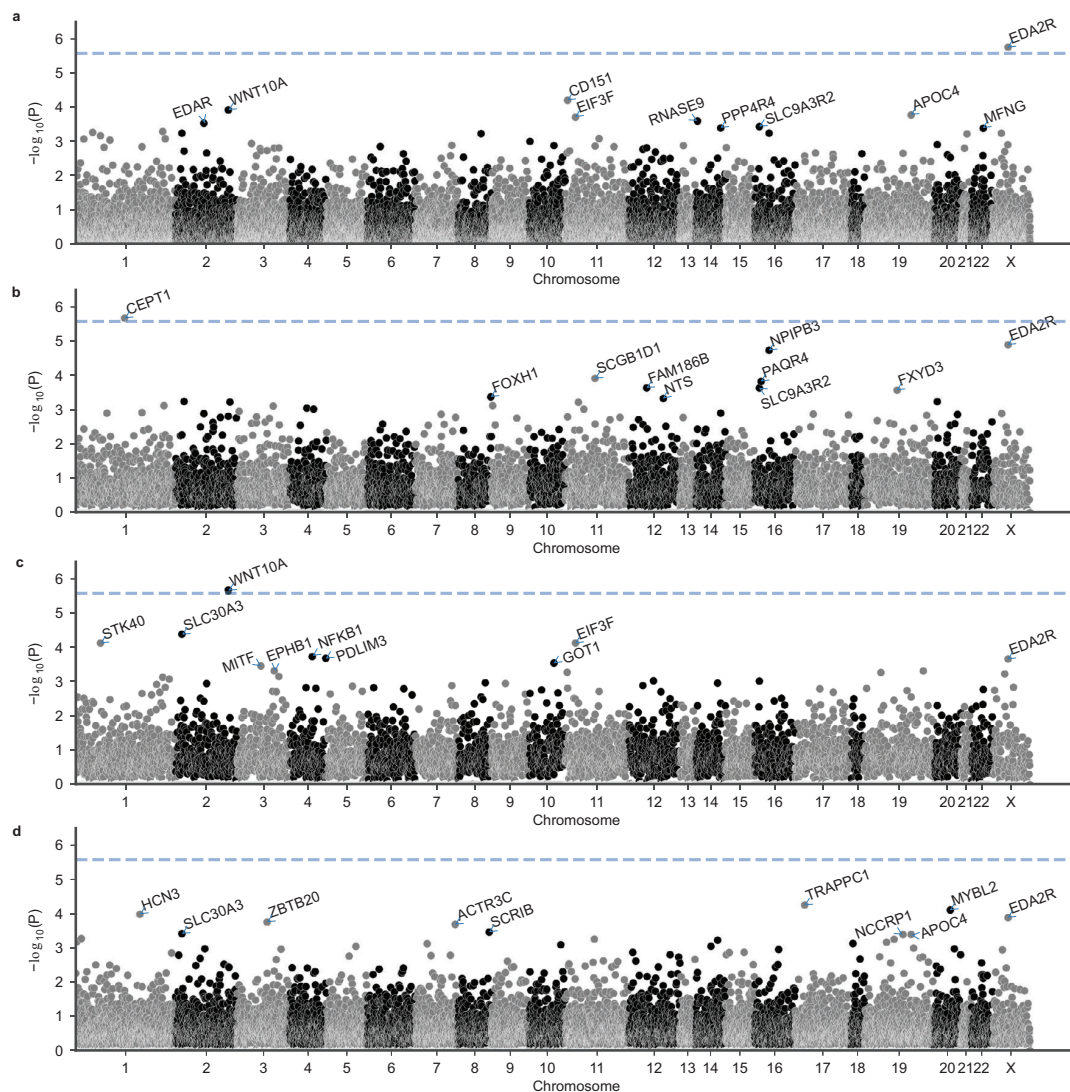 a
6
5
4
3
2
1
0
−log10(P)
EDA2R
CD151
WNT10A
EDAR
EIF3F
APOC4
RNASE9
PPP4R4
SLC9A3R2
MFNG
1 2 3 4 5 6 7 8 9 10 11 12 13 14 15 16 17 18 19 20 21 22 X
Chromosome
b
6
5
4
3
2
1
0
−log10(P)
CEPT1
NPIPB3
EDA2R
SCGB1D1
FAM186B
PAQR4
FOXH1
NTS
SLC9A3R2
FXYD3
1 2 3 4 5 6 7 8 9 10 11 12 13 14 15 16 17 18 19 20 21 22 X
Chromosome
c
6
5
4
3
2
1
0
−log10(P)
WNT10A
STK40
SLC30A3
EIF3F
MITF
EPHB1
NFKB1
PDLIM3
GOT1
EDA2R
1 2 3 4 5 6 7 8 9 10 11 12 13 14 15 16 17 18 19 20 21 22 X
Chromosome
d
6
5
4
3
2
1
0
−log10(P)
HCN3
SLC30A3
ZBTB20
ACTR3C
SCRIB
TRAPPC1
MYBL2
EDA2R
NCCRP1
APOC4
1 2 3 4 5 6 7 8 9 10 11 12 13 14 15 16 17 18 19 20 21 22 X
Chromosome